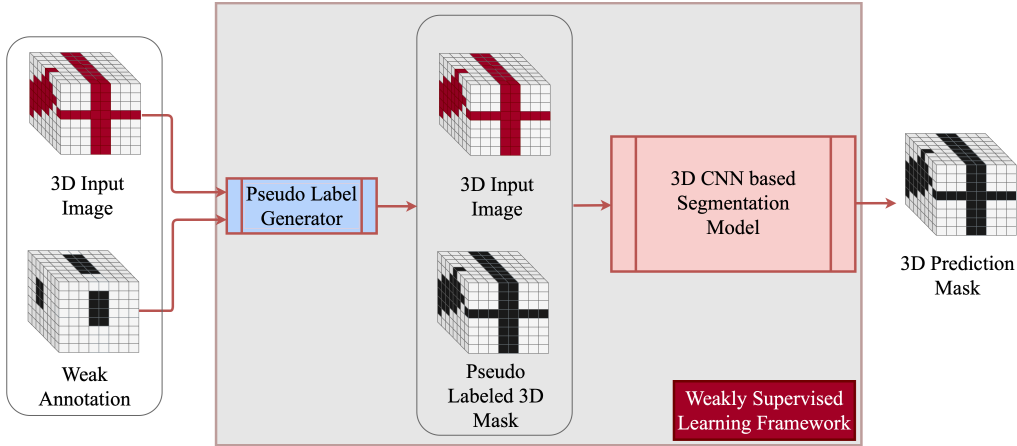 3D Input
Image
Weak
Annotation
Pseudo Label
Generator
3D Input
Image
Pseudo
Labeled 3D
Mask
3D CNN based
Segmentation
Model
3D Prediction
Mask
Weakly Supervised
Learning Framework